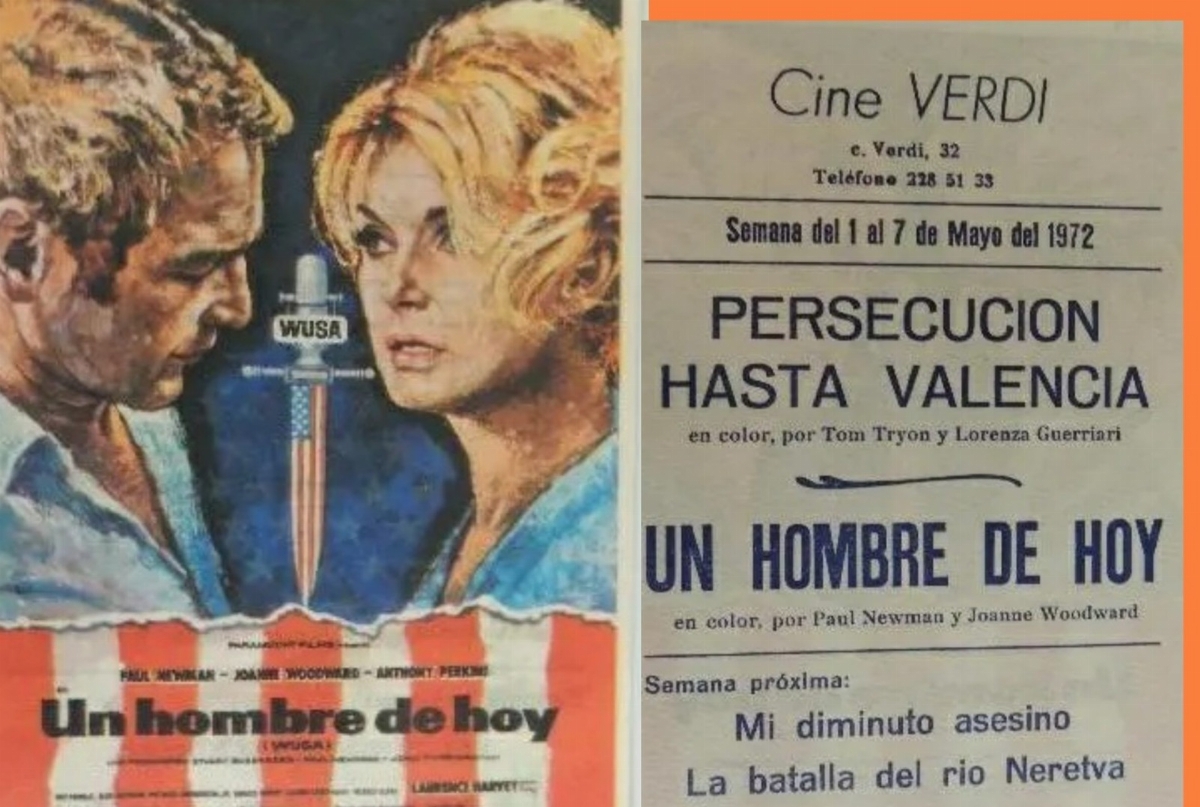 WUSA
PARAMOUNT FILMS
PAUL NEWMAN - JOANNE WOODWARD - ANTHONY PERKINS
en
Un hombre de hoy
(WUSA)
LAURENCE HARVEY
Cine VERDI
c. Verdi, 32
Teléfono 228 51 33
Semana del 1 al 7 de Mayo del 1972
PERSECUCION
HASTA VALENCIA
en color, por Tom Tryon y Lorenza Guerriari
UN HOMBRE DE HOY
en color, por Paul Newman y Joanne Woodward
Semana próxima:
Mi diminuto asesino
La batalla del rio Neretva